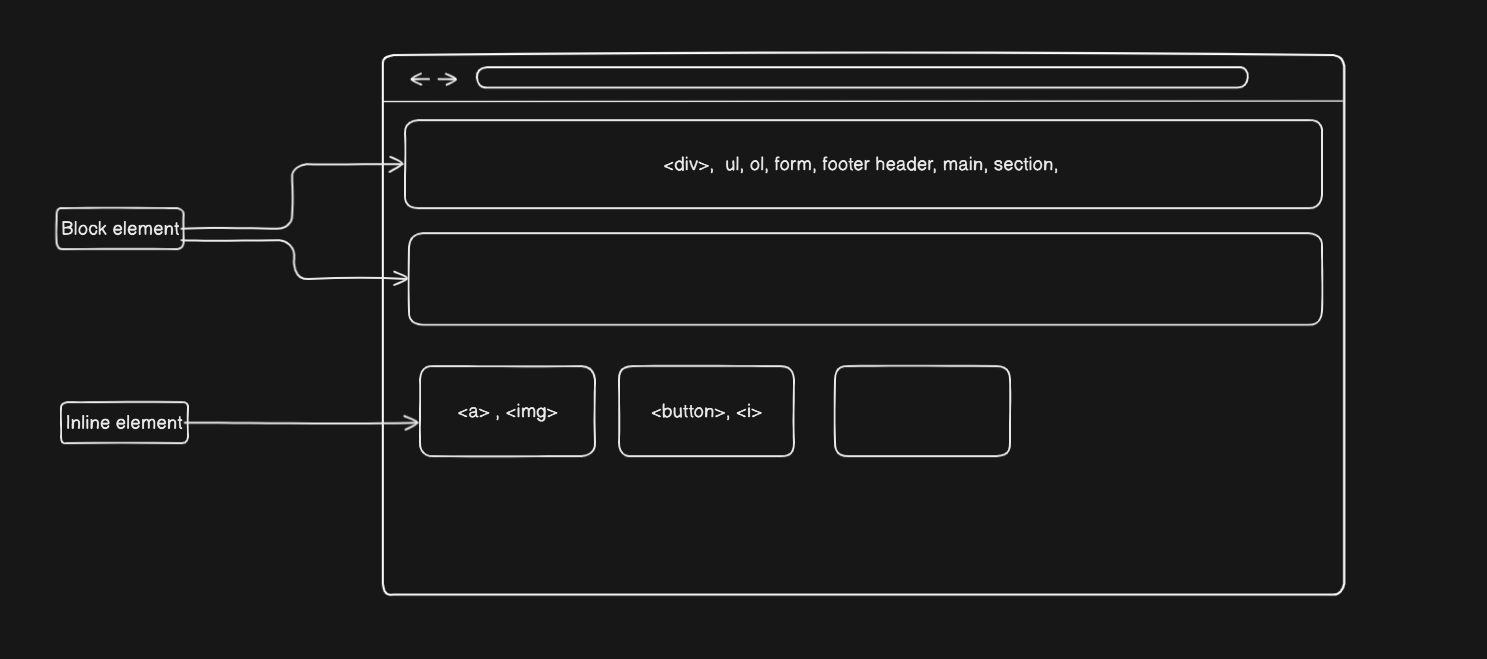 <div>, ul, ol, form, footer header, main, section,
Block element
<a> , <img>
<button>, <i>
Inline element